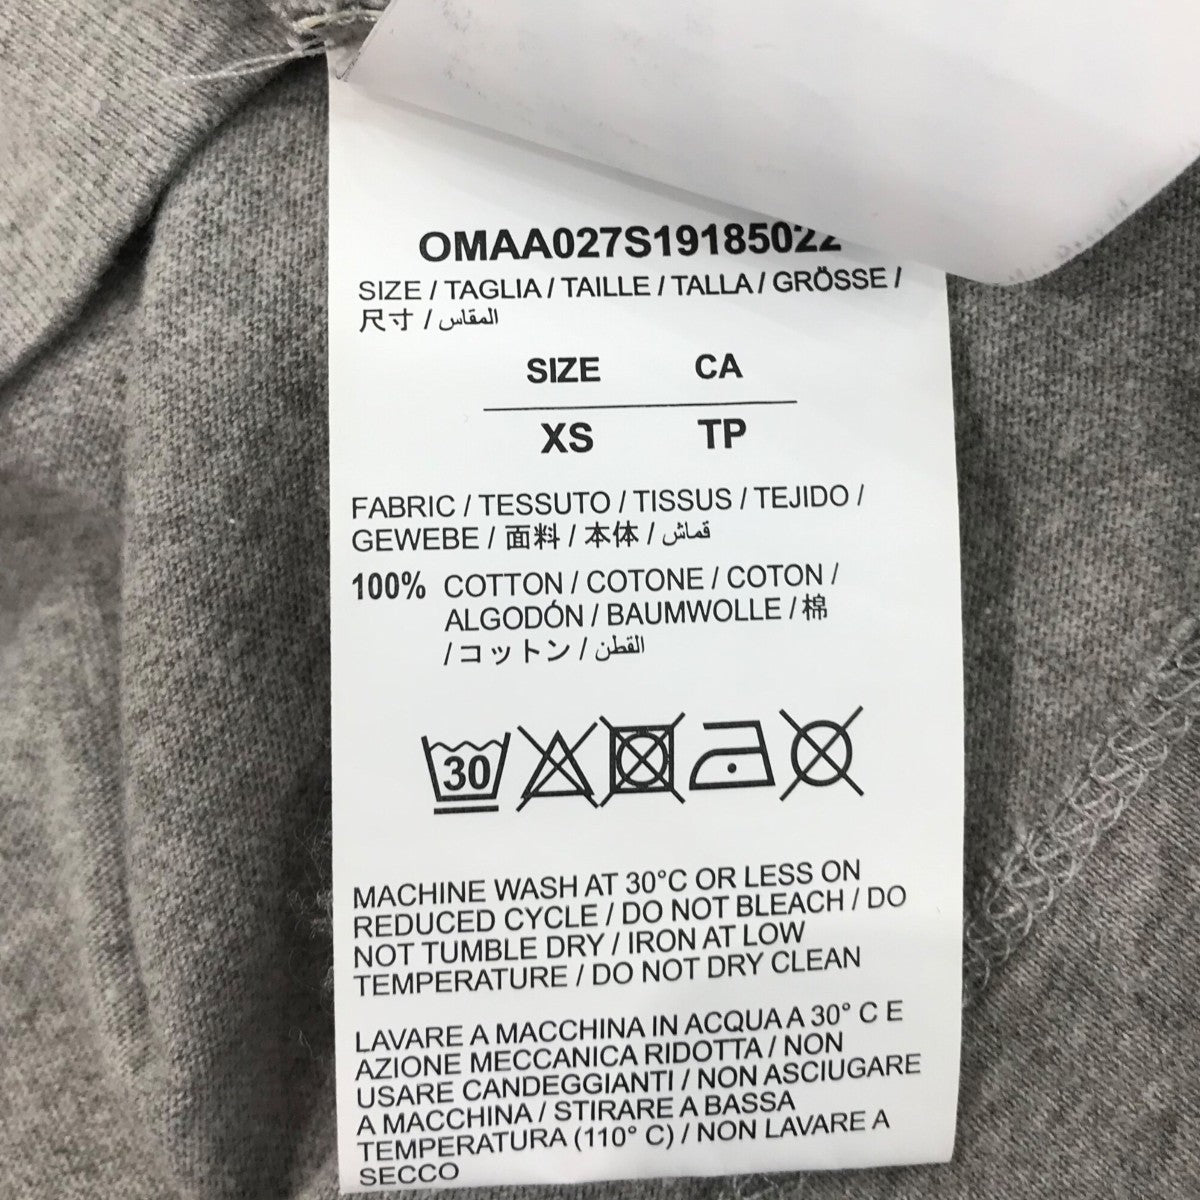 OMAA027S19185022
SIZE / TAGLIA / TAILLE / TALLA / GRÖSSE /
尺寸 / المقاس
SIZE CA
XS TP
FABRIC / TESSUTO / TISSUS / TEJIDO /
GEWEBE / 面料 / 本体 / قماش
100% COTTON / COTONE / COTON /
ALGODÓN / BAUMWOLLE / 棉
/ コットン / القطن
30
MACHINE WASH AT 30°C OR LESS ON
REDUCED CYCLE / DO NOT BLEACH / DO
NOT TUMBLE DRY / IRON AT LOW
TEMPERATURE / DO NOT DRY CLEAN
LAVARE A MACCHINA IN ACQUA A 30° C E
AZIONE MECCANICA RIDOTTA / NON
USARE CANDEGGIANTI / NON ASCIUGARE
A MACCHINA / STIRARE A BASSA
TEMPERATURA (110° C) / NON LAVARE A
SECCO